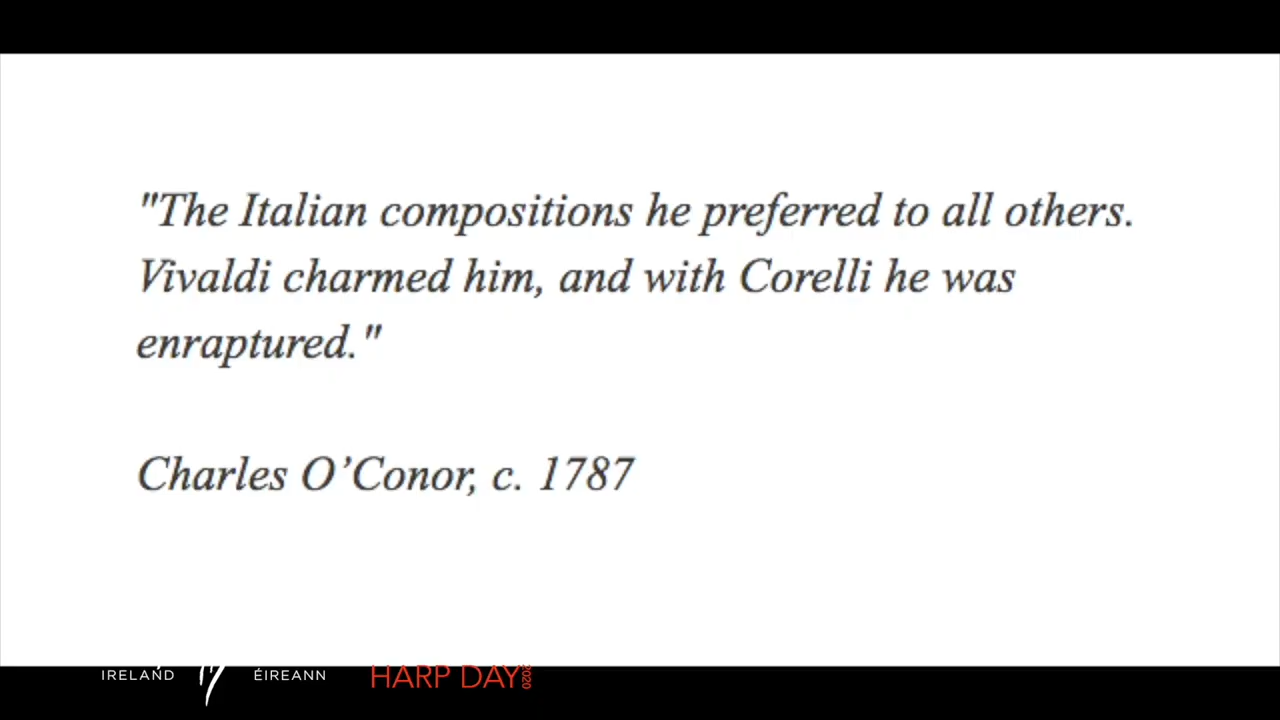 "The Italian compositions he preferred to all others.
Vivaldi charmed him, and with Corelli he was
enraptured."
Charles O’Conor, c. 1787
IRELAND ÉIREANN HARP DAY 2020